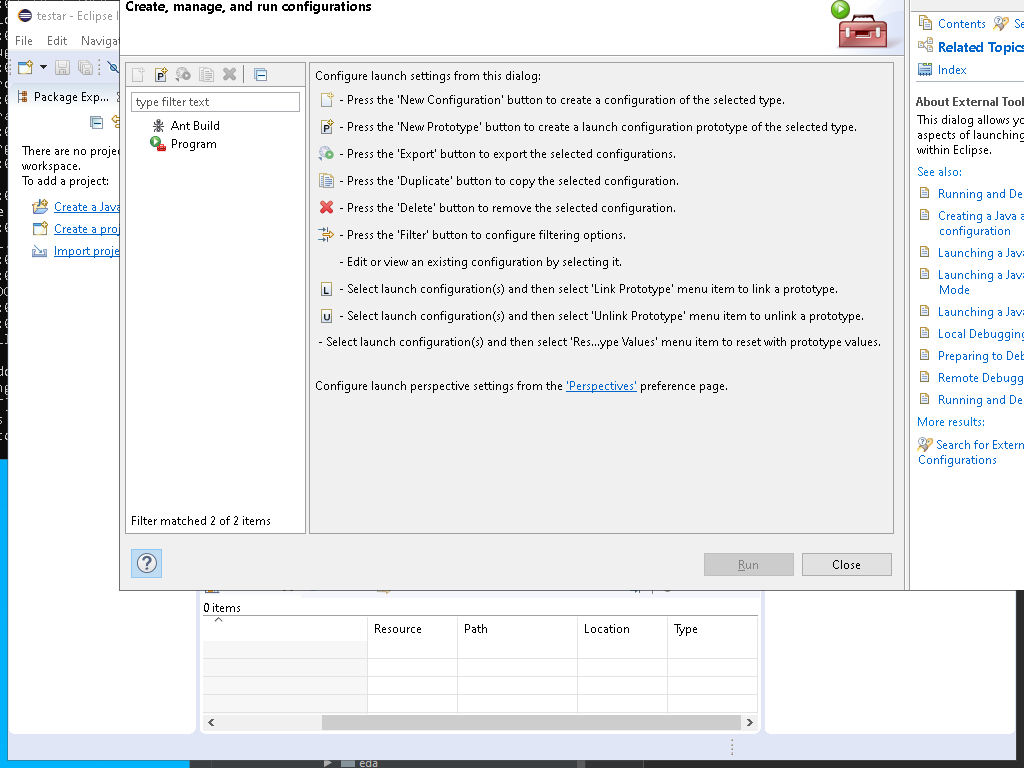 Create, manage, and run configurations
testar - Eclipse I
File Edit Navigat
Package Exp...
There are no projec
workspace.
To add a project:
Create a Java
Create a proj
Import proje
type filter text
Ant Build
Program
Filter matched 2 of 2 items
Configure launch settings from this dialog:
- Press the 'New Configuration' button to create a configuration of the selected type.
- Press the 'New Prototype' button to create a launch configuration prototype of the selected type.
- Press the 'Export' button to export the selected configurations.
- Press the 'Duplicate' button to copy the selected configuration.
- Press the 'Delete' button to remove the selected configuration.
- Press the 'Filter' button to configure filtering options.
- Edit or view an existing configuration by selecting it.
L - Select launch configuration(s) and then select 'Link Prototype' menu item to link a prototype.
U - Select launch configuration(s) and then select 'Unlink Prototype' menu item to unlink a prototype.
- Select launch configuration(s) and then select 'Res...ype Values' menu item to reset with prototype values.
Configure launch perspective settings from the 'Perspectives' preference page.
?
Run
Close
Contents Se
Related Topics
Index
About External Tool
This dialog allows yo
aspects of launching
within Eclipse.
See also:
Running and De
Creating a Java a
configuration
Launching a Java
Launching a Java
Mode
Launching a Java
Local Debugging
Preparing to Deb
Remote Debugg
Running and De
More results:
Search for Extern
Configurations
0 items
Resource Path Location Type
eda